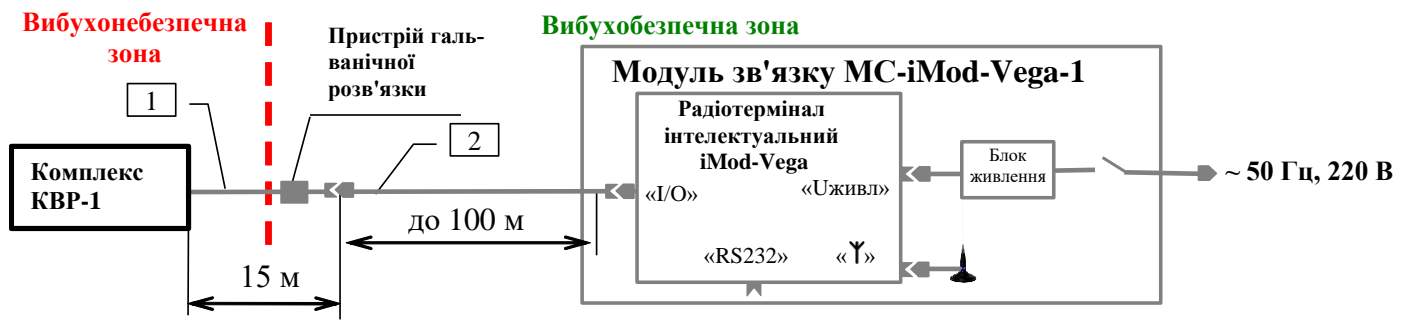 Вибухонебезпечна
зона
Вибухобезпечна зона
Пристрій галь-
ванічної
розв'язки
Модуль зв'язку МС-iMod-Vega-1
1
2
Радіотермінал
інтелектуальний
iMod-Vega
Комплекс
КВР-1
Блок
живлення
~ 50 Гц, 220 В
«I/O»
«Uживл»
до 100 м
«RS232»
«Y»
15 м